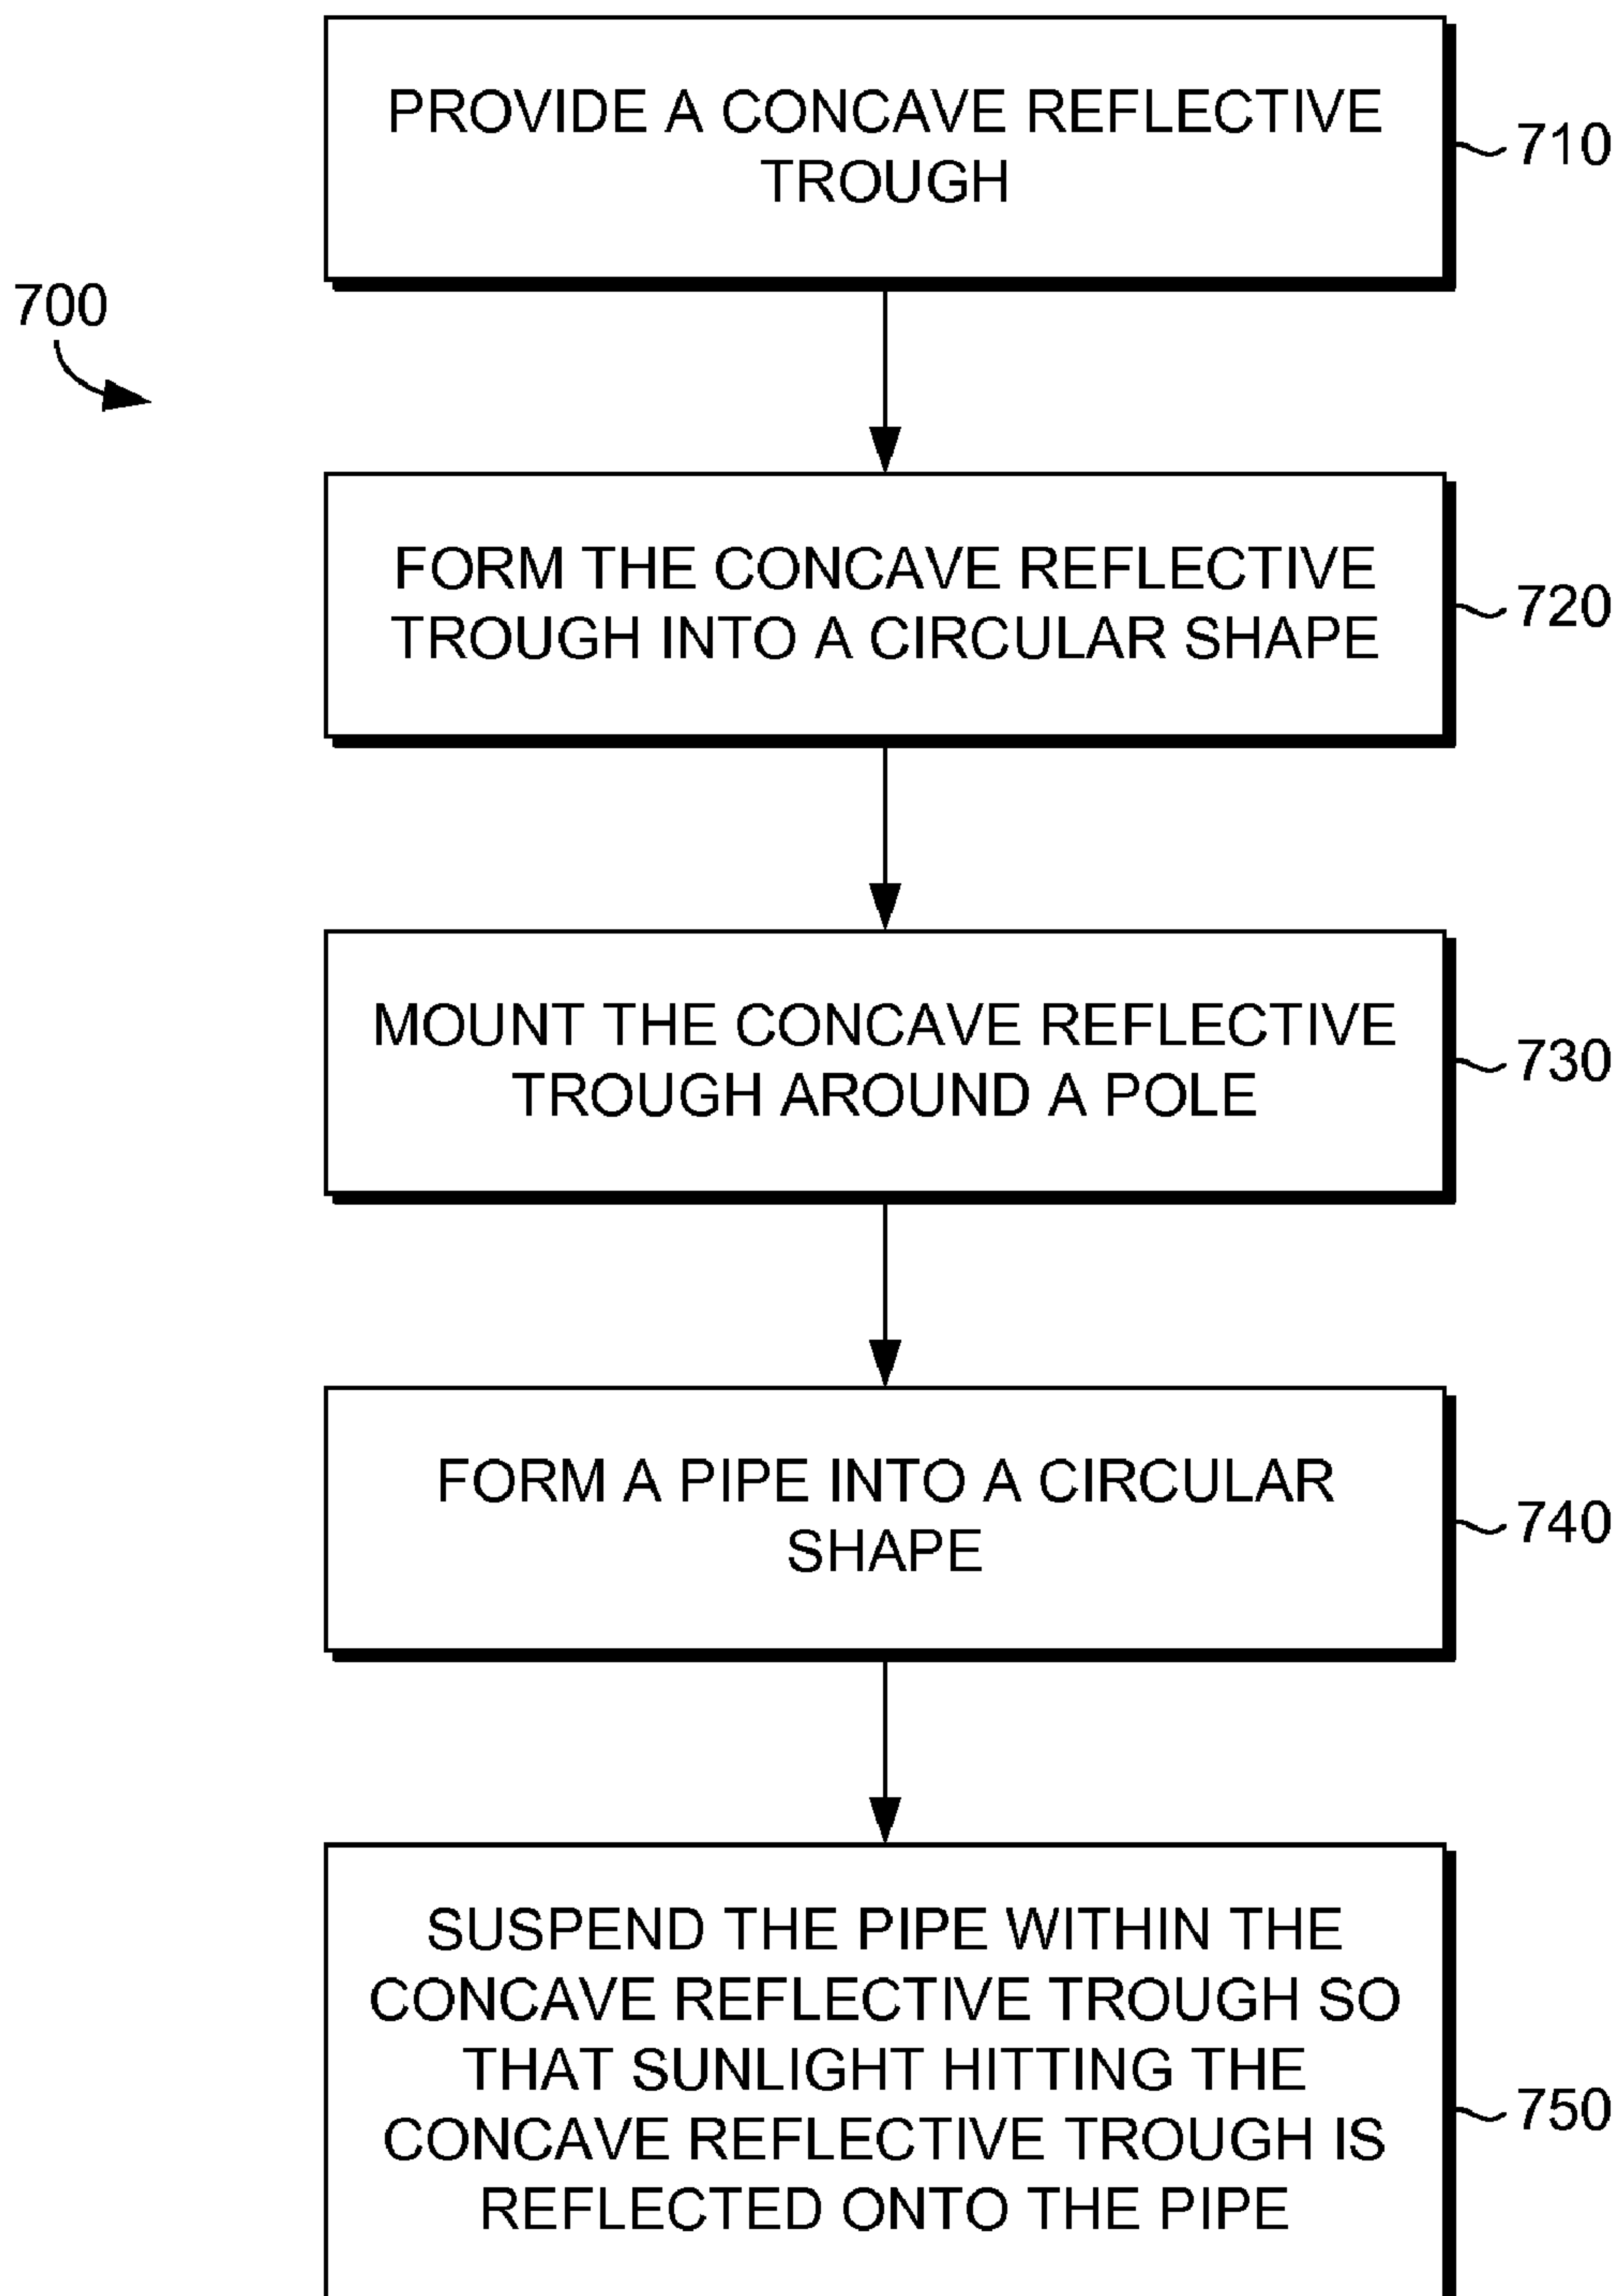 PROVIDE A CONCAVE REFLECTIVE
TROUGH
710
700
FORM THE CONCAVE REFLECTIVE
TROUGH INTO A CIRCULAR SHAPE
720
MOUNT THE CONCAVE REFLECTIVE
TROUGH AROUND A POLE
730
FORM A PIPE INTO A CIRCULAR
SHAPE
740
SUSPEND THE PIPE WITHIN THE
CONCAVE REFLECTIVE TROUGH SO
THAT SUNLIGHT HITTING THE
CONCAVE REFLECTIVE TROUGH IS
REFLECTED ONTO THE PIPE
750